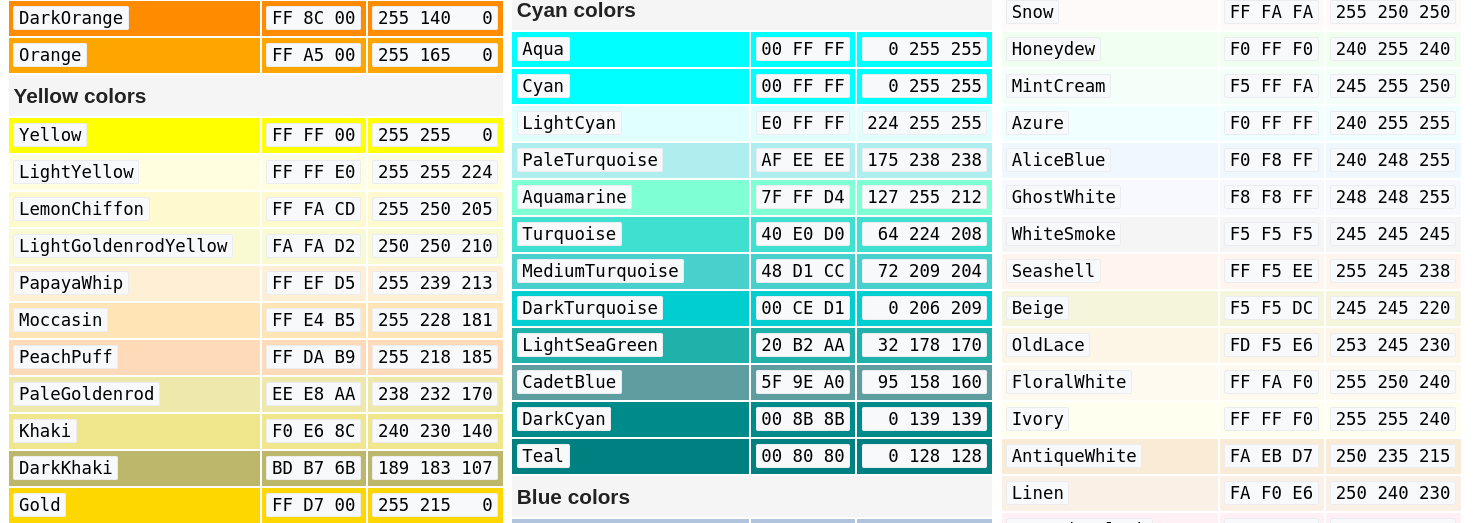 DarkOrange FF 8C 00 255 140 0
Orange FF A5 00 255 165 0
Yellow colors
Yellow FF FF 00 255 255 0
LightYellow FF FF E0 255 255 224
LemonChiffon FF FA CD 255 250 205
LightGoldenrodYellow FA FA D2 250 250 210
PapayaWhip FF EF D5 255 239 213
Moccasin FF E4 B5 255 228 181
PeachPuff FF DA B9 255 218 185
PaleGoldenrod EE E8 AA 238 232 170
Khaki F0 E6 8C 240 230 140
DarkKhaki BD B7 6B 189 183 107
Gold FF D7 00 255 215 0
Cyan colors
Aqua 00 FF FF 0 255 255
Cyan 00 FF FF 0 255 255
LightCyan E0 FF FF 224 255 255
PaleTurquoise AF EE EE 175 238 238
Aquamarine 7F FF D4 127 255 212
Turquoise 40 E0 D0 64 224 208
MediumTurquoise 48 D1 CC 72 209 204
DarkTurquoise 00 CE D1 0 206 209
LightSeaGreen 20 B2 AA 32 178 170
CadetBlue 5F 9E A0 95 158 160
DarkCyan 00 8B 8B 0 139 139
Teal 00 80 80 0 128 128
Blue colors
Snow FF FA FA 255 250 250
Honeydew F0 FF F0 240 255 240
MintCream F5 FF FA 245 255 250
Azure F0 FF FF 240 255 255
AliceBlue F0 F8 FF 240 248 255
GhostWhite F8 F8 FF 248 248 255
WhiteSmoke F5 F5 F5 245 245 245
Seashell FF F5 EE 255 245 238
Beige F5 F5 DC 245 245 220
OldLace FD F5 E6 253 245 230
FloralWhite FF FA F0 255 250 240
Ivory FF FF F0 255 255 240
AntiqueWhite FA EB D7 250 235 215
Linen FA F0 E6 250 240 230